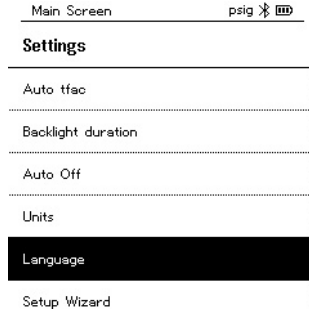 Main Screen psig
Settings
Auto tfac
Backlight duration
Auto Off
Units
Language
Setup Wizard